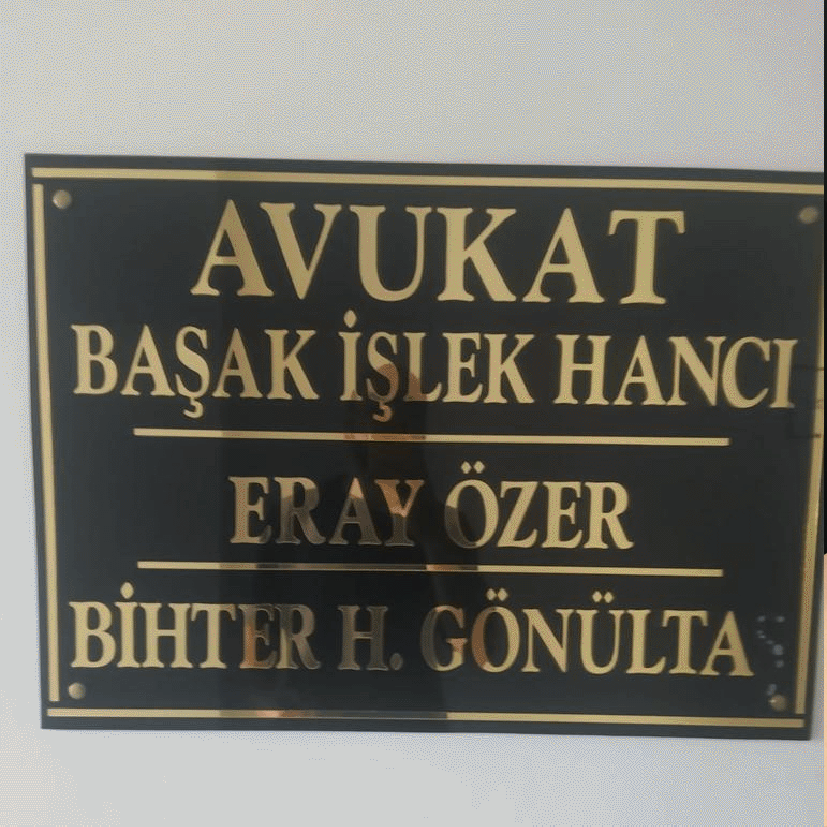 AVUKAT
BAŞAK İŞLEK HANCI
ERAY ÖZER
BİHTER H. GÖNÜLTA